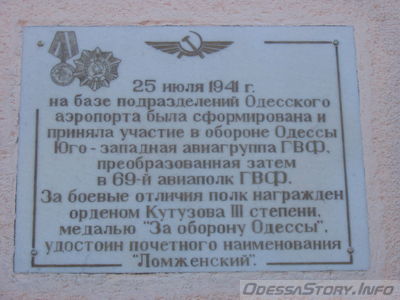 25 июля 1941 г.
на базе подразделений Одесского
аэропорта была сформирована и
приняла участие в обороне Одессы
Юго - западная авиагруппа ГВФ,
преобразованная затем
в 69-й авиаполк ГВФ.
За боевые отличия полк награжден
орденом Кутузова III степени,
медалью "За оборону Одессы",
удостоин почетного наименования
"Ломженский".
OdessaStory.Info